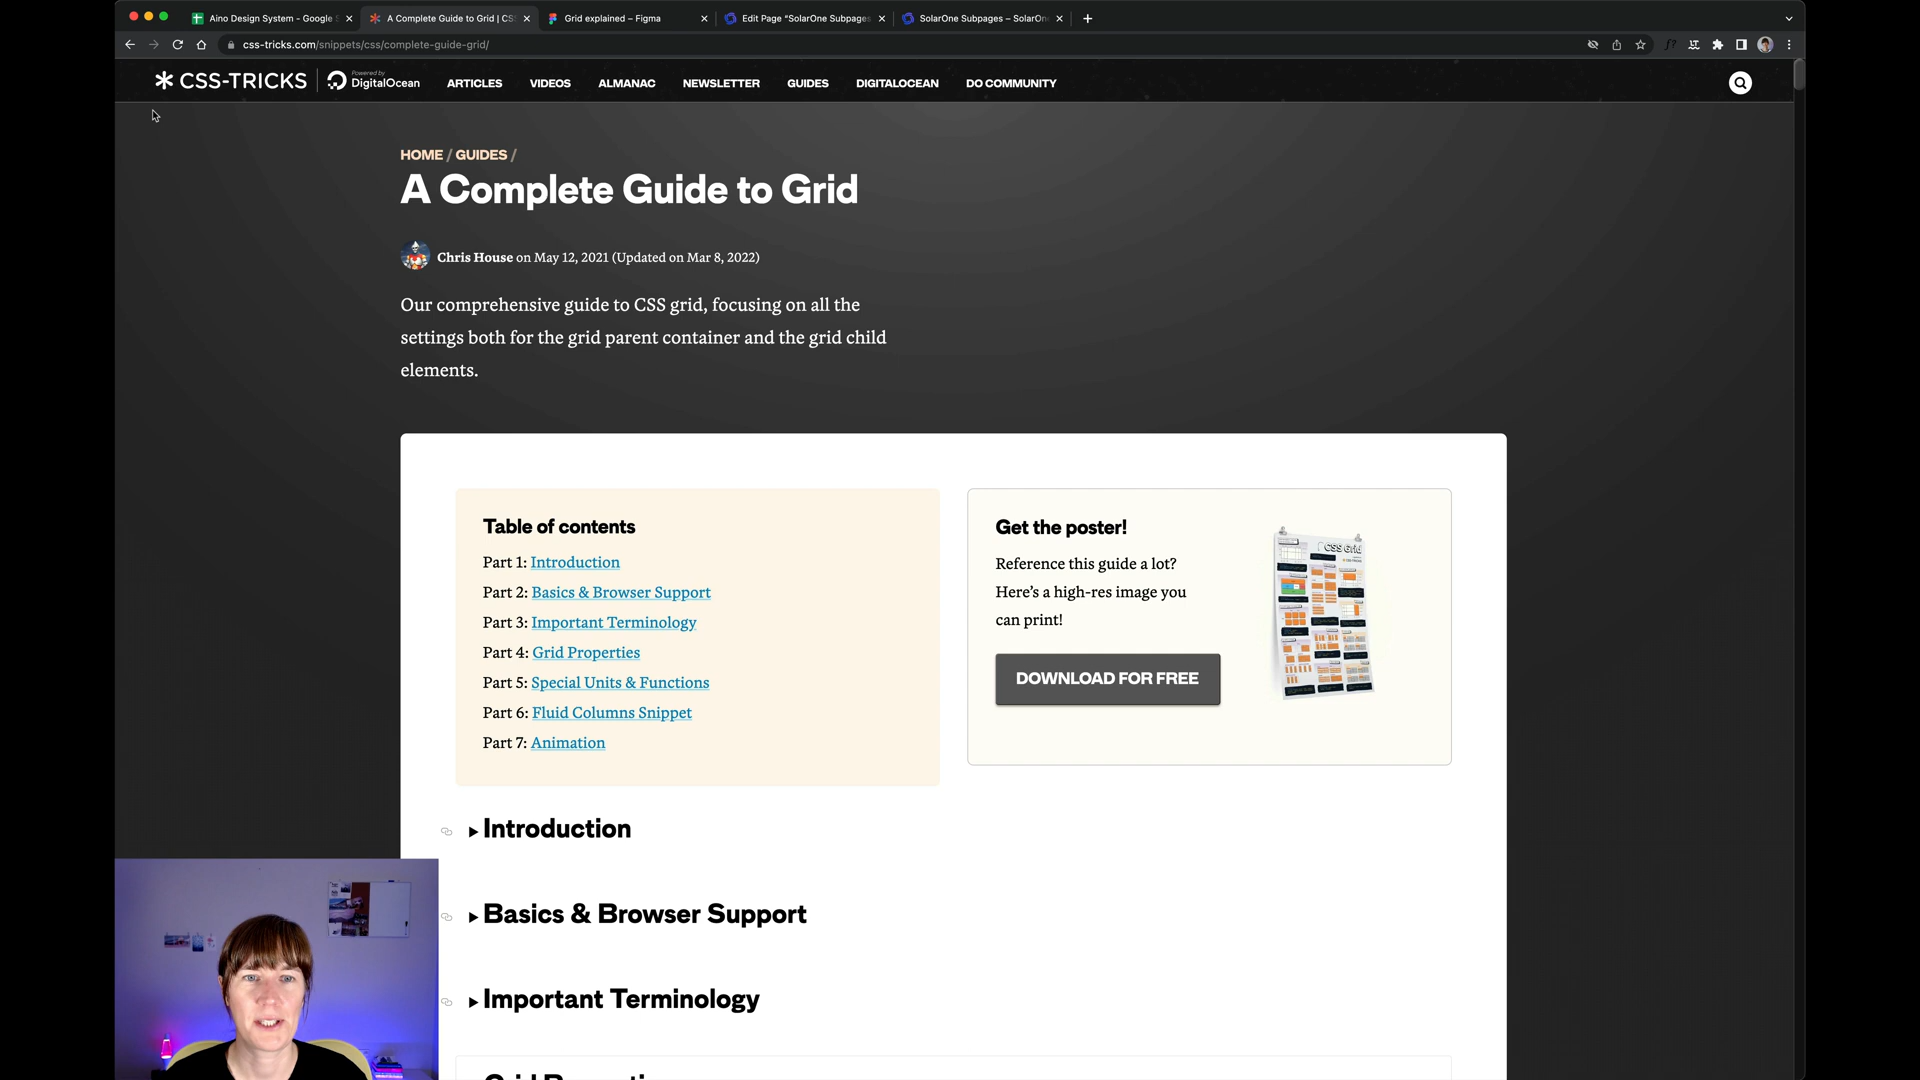 Aino Design System - Google S
A Complete Guide to Grid | CS
Grid explained – Figma
Edit Page "SolarOne Subpages
SolarOne Subpages – SolarOn
css-tricks.com/snippets/css/complete-guide-grid/
CSS-TRICKS
Powered by
DigitalOcean
ARTICLES
VIDEOS
ALMANAC
NEWSLETTER
GUIDES
DIGITALOCEAN
DO COMMUNITY
HOME / GUIDES /
A Complete Guide to Grid
Chris House on May 12, 2021 (Updated on Mar 8, 2022)
Our comprehensive guide to CSS grid, focusing on all the
settings both for the grid parent container and the grid child
elements.
Table of contents
Part 1: Introduction
Part 2: Basics & Browser Support
Part 3: Important Terminology
Part 4: Grid Properties
Part 5: Special Units & Functions
Part 6: Fluid Columns Snippet
Part 7: Animation
Get the poster!
Reference this guide a lot?
Here’s a high-res image you
can print!
DOWNLOAD FOR FREE
CSS Grid
Introduction
Basics & Browser Support
Important Terminology